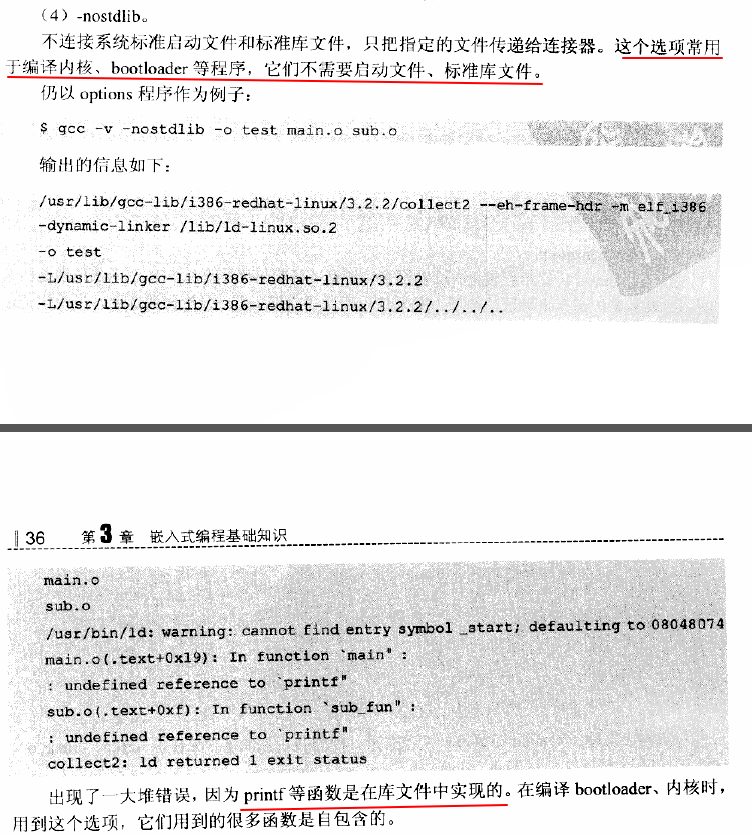 （4）-nostdlib。
不连接系统标准启动文件和标准库文件，只把指定的文件传递给连接器。这个选项常用
于编译内核、bootloader 等程序，它们不需要启动文件、标准库文件。
仍以 options 程序作为例子：
$ gcc -v -nostdlib -o test main.o sub.o
输出的信息如下：
/usr/lib/gcc-lib/i386-redhat-linux/3.2.2/collect2 --eh-frame-hdr -m elf_i386
-dynamic-linker /lib/ld-linux.so.2
-o test
-L/usr/lib/gcc-lib/i386-redhat-linux/3.2.2
-L/usr/lib/gcc-lib/i386-redhat-linux/3.2.2/../../..
36 第3章 嵌入式编程基础知识
main.o
sub.o
/usr/bin/ld: warning: cannot find entry symbol _start; defaulting to 08048074
main.o(.text+0x19): In function `main" :
: undefined reference to `printf"
sub.o(.text+0xf): In function `sub_fun" :
: undefined reference to `printf"
collect2: ld returned 1 exit status
出现了一大堆错误，因为 printf 等函数是在库文件中实现的。在编译 bootloader、内核时，
用到这个选项，它们用到的很多函数是自包含的。